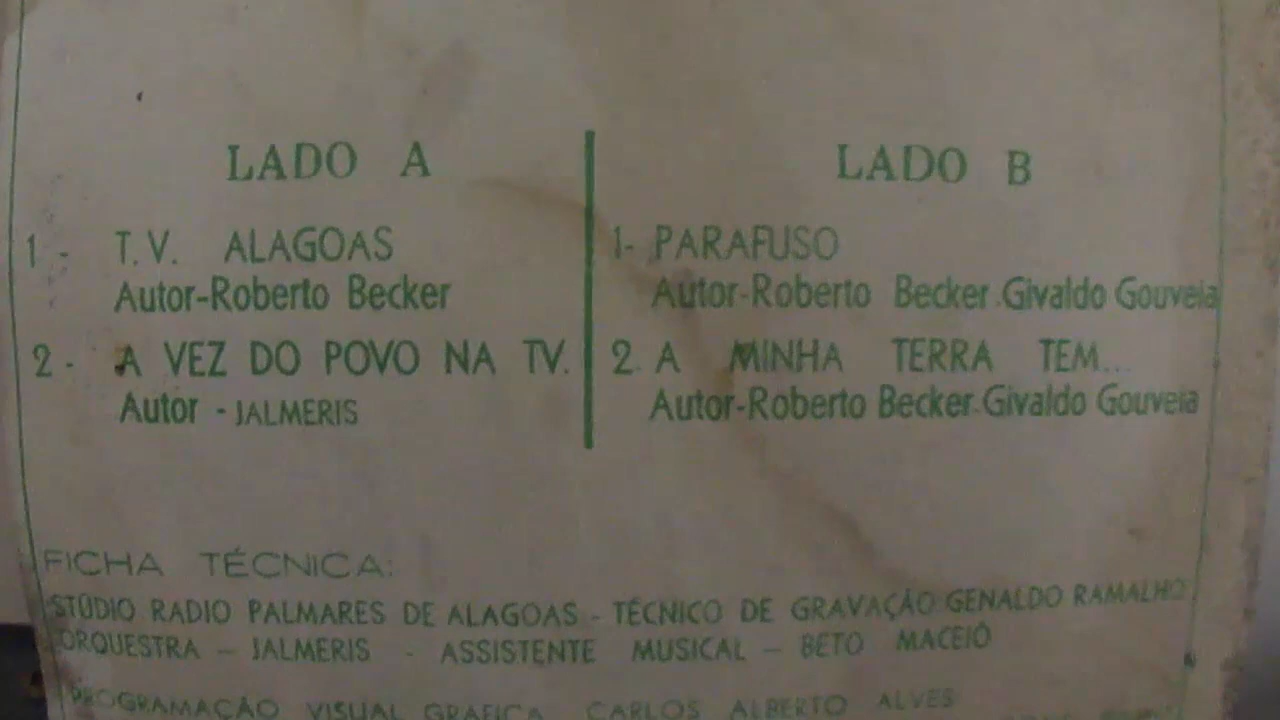 LADO A
1- T.V. ALAGOAS
Autor-Roberto Becker
2- A VEZ DO POVO NA TV.
Autor - JALMERIS
LADO B
1- PARAFUSO
Autor-Roberto Becker-Givaldo Gouveia
2. A MINHA TERRA TEM...
Autor-Roberto Becker-Givaldo Gouveia
FICHA TÉCNICA:
STÚDIO RADIO PALMARES DE ALAGOAS - TÉCNICO DE GRAVAÇÃO GENALDO RAMALHO
ORQUESTRA — JALMERIS - ASSISTENTE MUSICAL — BETO MACEIÓ
PROGRAMAÇÃO VISUAL GRAFICA CARLOS ALBERTO ALVES